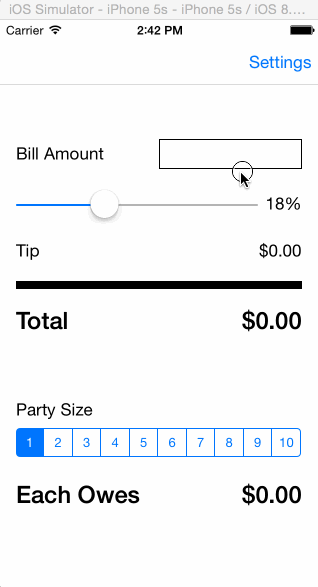 iOS Simulator - iPhone 5s - iPhone 5s / iOS 8....
Carrier 2:42 PM
Settings
Bill Amount
18%
Tip $0.00
Total $0.00
Party Size
1 2 3 4 5 6 7 8 9 10
Each Owes $0.00